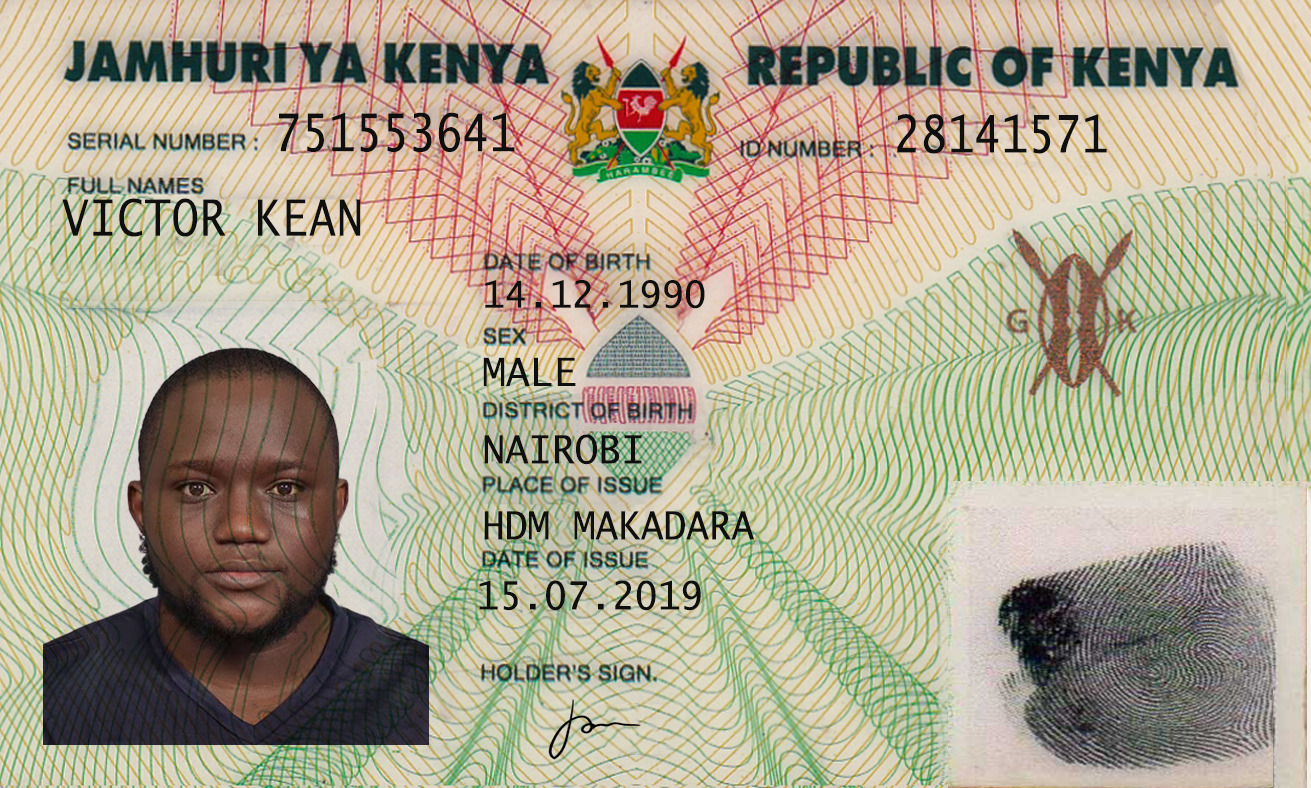 JAMHURI YA KENYA
REPUBLIC OF KENYA
SERIAL NUMBER : 751553641
ID NUMBER : 28141571
HARAMBEE
FULL NAMES
VICTOR KEAN
DATE OF BIRTH
14.12.1990
SEX
MALE
G K
DISTRICT OF BIRTH
NAIROBI
PLACE OF ISSUE
HDM MAKADARA
DATE OF ISSUE
15.07.2019
HOLDER'S SIGN.